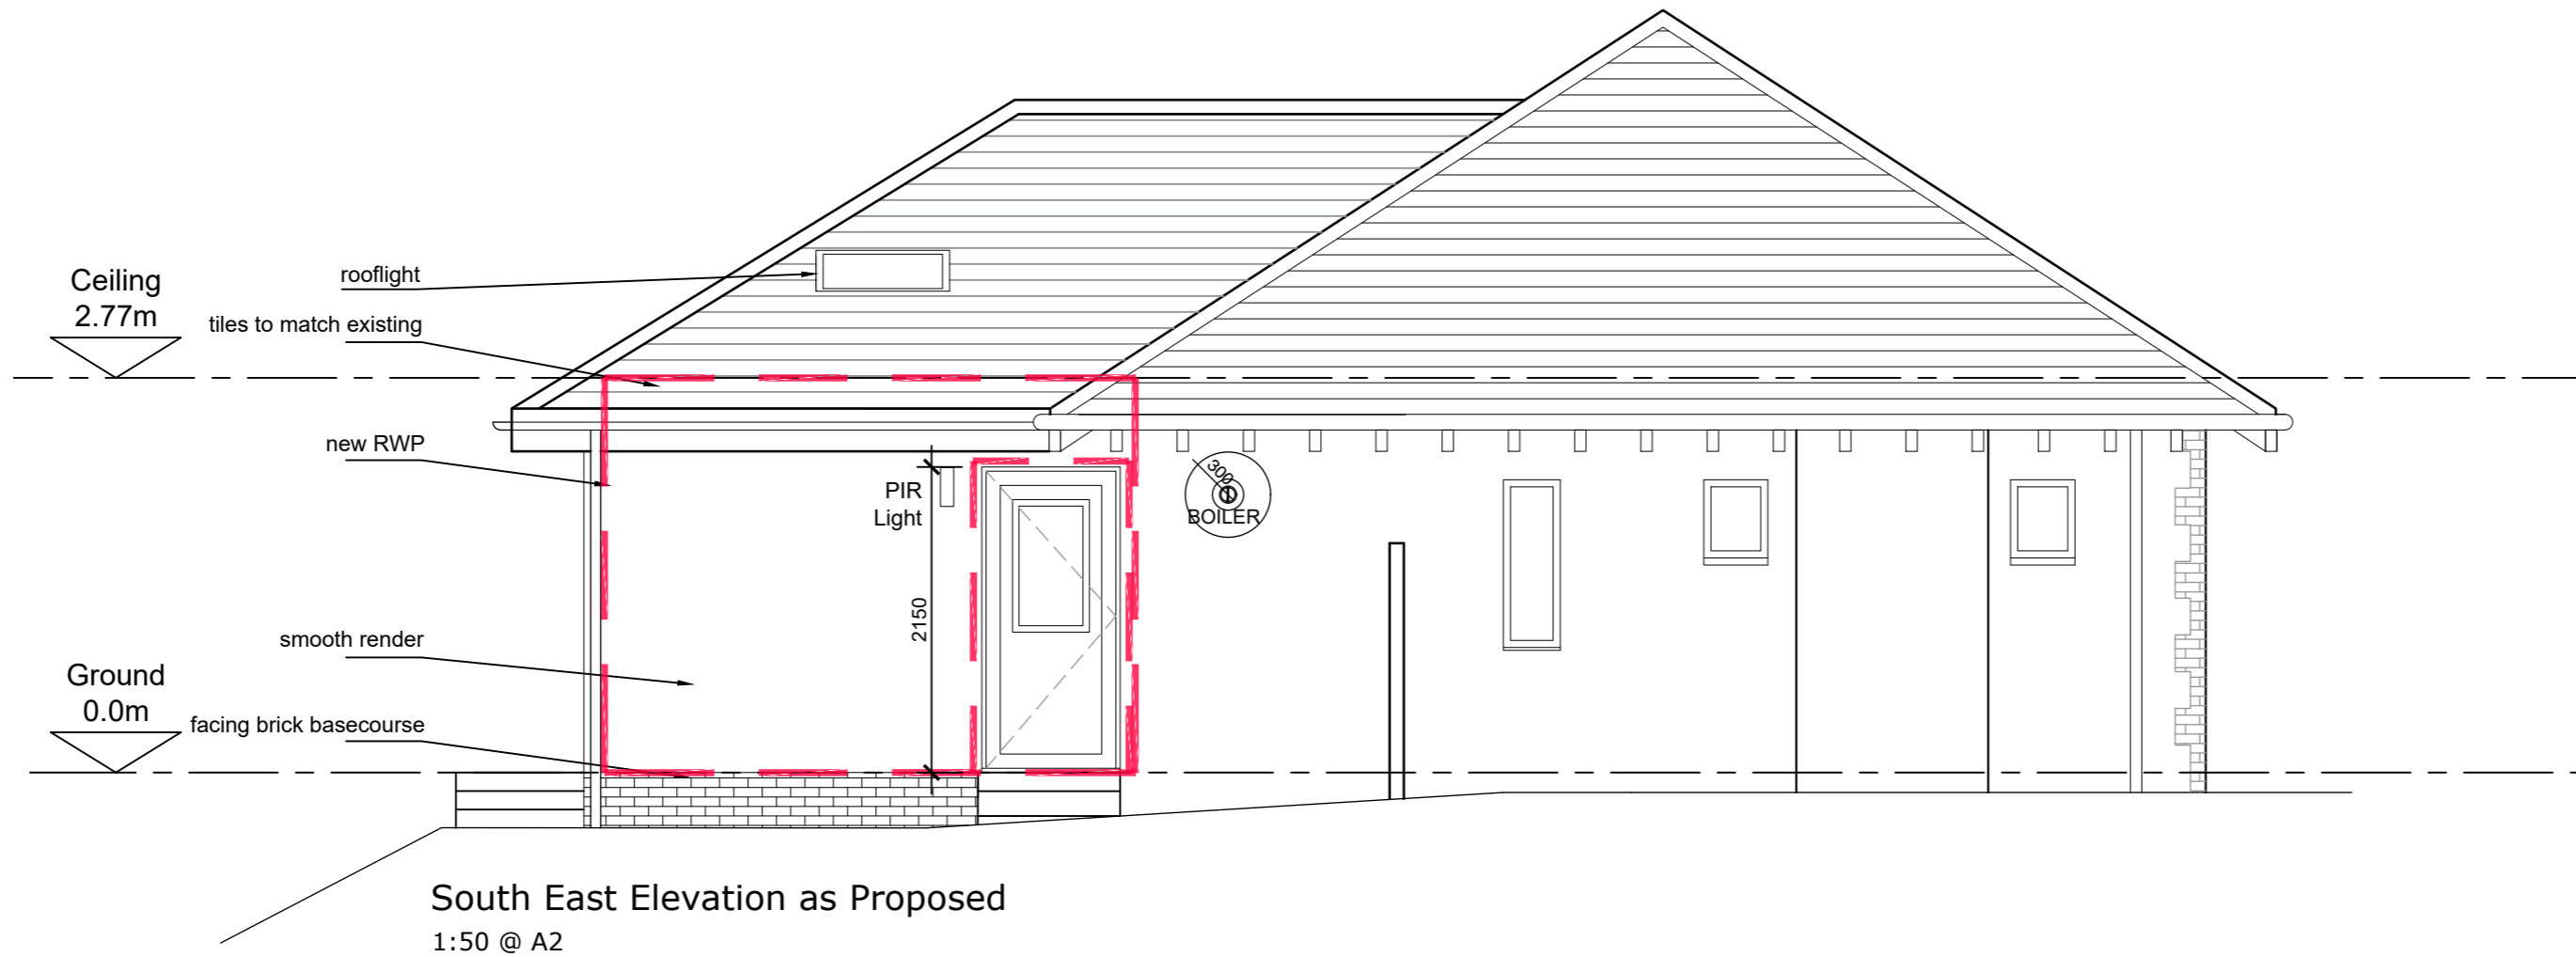 Ceiling
2.77m
rooflight
tiles to match existing
new RWP
PIR
Light
300
BOILER
2150
smooth render
Ground
0.0m
facing brick basecourse
South East Elevation as Proposed
1:50 @ A2